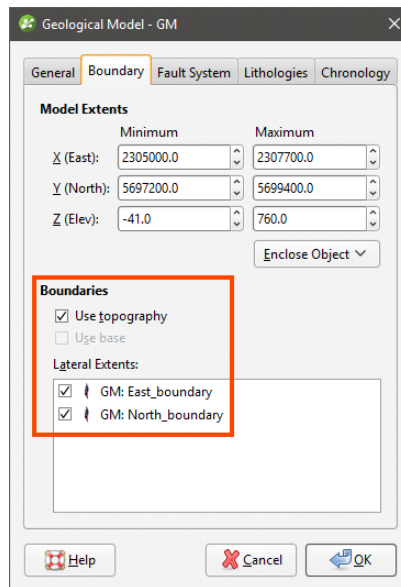 Geological Model - GM
General Boundary Fault System Lithologies Chronology
Model Extents
Minimum Maximum
X (East): 2305000.0 2307700.0
Y (North): 5697200.0 5699400.0
Z (Elev): -41.0 760.0
Enclose Object
Boundaries
Use topography
Use base
Lateral Extents:
GM: East_boundary
GM: North_boundary
Help Cancel OK